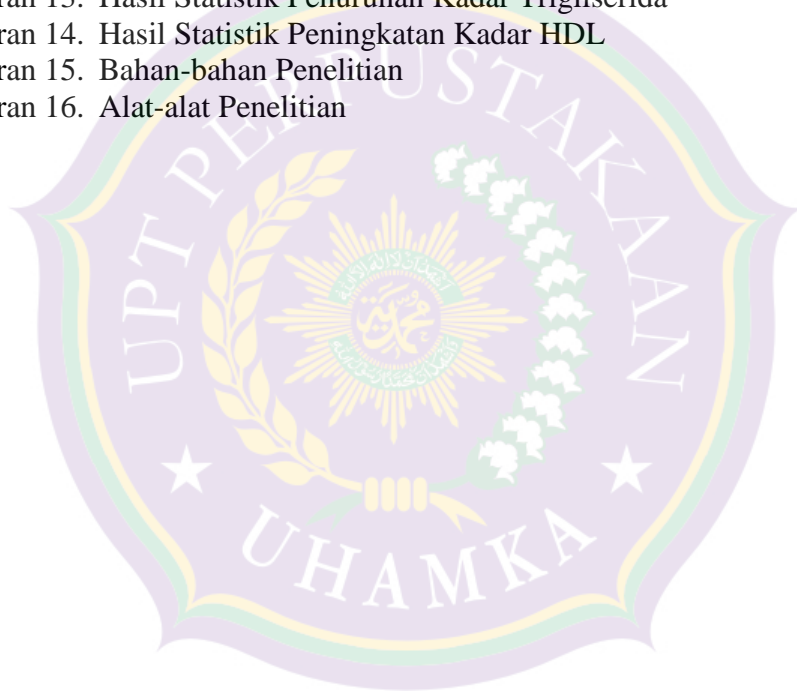 ran 13. Hasil Statistik Penurunan Kadar Trigliserida
ran 14. Hasil Statistik Peningkatan Kadar HDL
ran 15. Bahan-bahan Penelitian
ran 16. Alat-alat Penelitian
UPT PERPUSTAKAAN
UHAMKA